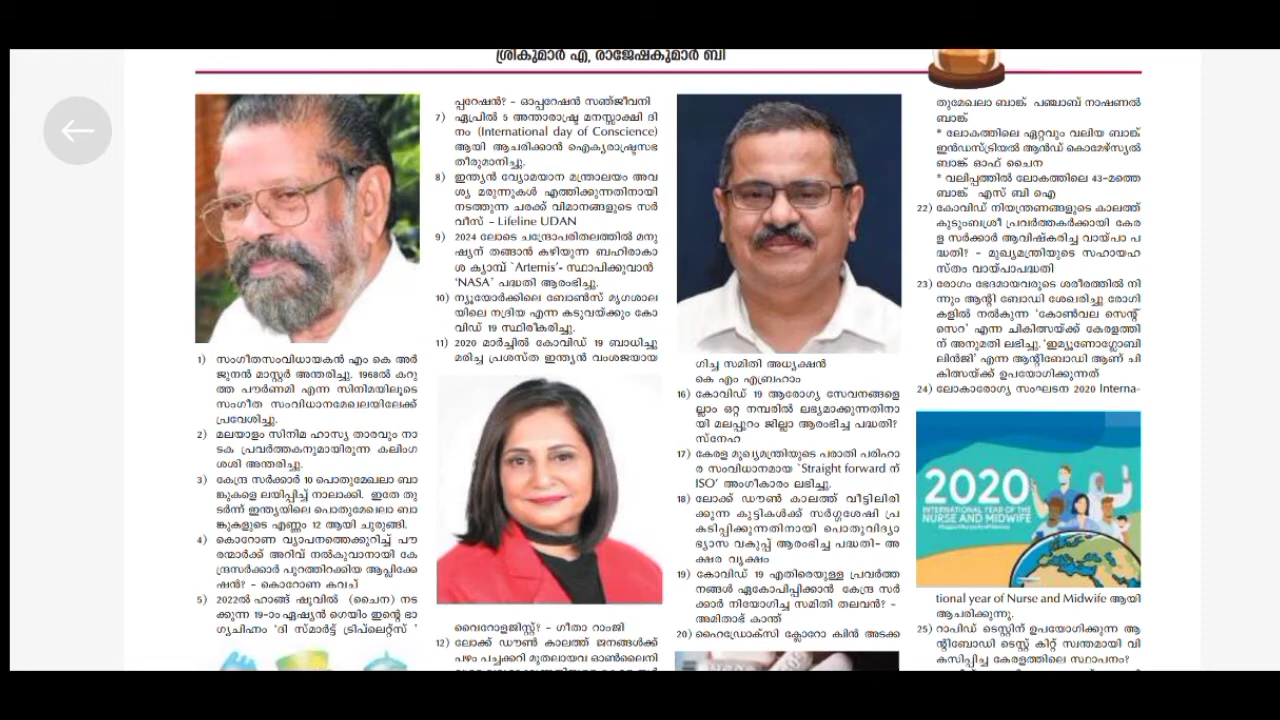 ശ്രീകുമാർ എ, രാജേഷ്കുമാർ ബി
1) സംഗീതസംവിധായകൻ എം കെ അർ
ജുനൻ മാസ്റ്റർ അന്തരിച്ചു. 1968ൽ കറു
ത്ത പൗർണമി എന്ന സിനിമയിലൂടെ
സംഗീത സംവിധാനമേഖലയിലേക്ക്
പ്രവേശിച്ചു.
2) മലയാളം സിനിമ ഹാസ്യ താരവും നാ
ടക പ്രവർത്തകനുമായിരുന്ന കലിംഗ
ശശി അന്തരിച്ചു.
3) കേന്ദ്ര സർക്കാർ 10 പൊതുമേഖലാ ബാ
ങ്കുകളെ ലയിപ്പിച്ച് നാലാക്കി. ഇതേ തു
ടർന്ന് ഇന്ത്യയിലെ പൊതുമേഖലാ ബാ
ങ്കുകളുടെ എണ്ണം 12 ആയി ചുരുങ്ങി.
4) കൊറോണ വ്യാപനത്തെക്കുറിച്ച് പൗ
രന്മാർക്ക് അറിവ് നൽകുവാനായി കേ
ന്ദ്രസർക്കാർ പുറത്തിറക്കിയ ആപ്ലിക്കേ
ഷൻ? – കൊറോണ കവച്
5) 2022ൽ ഹാങ്ങ് ഷൂവിൽ (ചൈന) നട
ക്കുന്ന 19-ാം ഏഷ്യൻ ഗെയിം ഇന്റെ ഭാ
ഗ്യചിഹ്നം 'ദി സ്മാർട്ട് ട്രിപ്ലെറ്റ്സ് '
പ്പറേഷൻ? – ഓപ്പറേഷൻ സഞ്ജീവനി
7) ഏപ്രിൽ 5 അന്താരാഷ്ട്ര മനസ്സാക്ഷി ദി
നം (International day of Conscience)
ആയി ആചരിക്കാൻ ഐക്യരാഷ്ട്രസഭ
തീരുമാനിച്ചു.
8) ഇന്ത്യൻ വ്യോമയാന മന്ത്രാലയം അവ
ശ്യ മരുന്നുകൾ എത്തിക്കുന്നതിനായി
നടത്തുന്ന ചരക്ക് വിമാനങ്ങളുടെ സർ
വീസ് – Lifeline UDAN
9) 2024 ലോടെ ചന്ദ്രോപരിതലത്തിൽ മനു
ഷ്യന് തങ്ങാൻ കഴിയുന്ന ബഹിരാകാ
ശ ക്യാമ്പ് `Artemis'- സ്ഥാപിക്കുവാൻ
'NASA' പദ്ധതി ആരംഭിച്ചു.
10) ന്യൂയോർക്കിലെ ബോൺസ് മൃഗശാല
യിലെ നദ്രിയ എന്ന കടുവയ്ക്കും കോ
വിഡ് 19 സ്ഥിരീകരിച്ചു.
11) 2020 മാർച്ചിൽ കോവിഡ് 19 ബാധിച്ചു
മരിച്ച പ്രശസ്ത ഇന്ത്യൻ വംശജയായ
വൈറോളജിസ്റ്റ്? – ഗീതാ റാംജി
12) ലോക്ക് ഡൗൺ കാലത്ത് ജനങ്ങൾക്ക്
പഴം പച്ചക്കറി മുതലായവ ഓൺലൈനി
ഗിച്ച സമിതി അധ്യക്ഷൻ
കെ എം എബ്രഹാം
16) കോവിഡ് 19 ആരോഗ്യ സേവനങ്ങളെ
ല്ലാം ഒറ്റ നമ്പരിൽ ലഭ്യമാക്കുന്നതിനാ
യി മലപ്പുറം ജില്ലാ ആരംഭിച്ച പദ്ധതി?
സ്നേഹ
17) കേരള മുഖ്യമന്ത്രിയുടെ പരാതി പരിഹാ
ര സംവിധാനമായ `Straight forward ന്
ISO' അംഗീകാരം ലഭിച്ചു.
18) ലോക്ക് ഡൗൺ കാലത്ത് വീട്ടിലിരി
ക്കുന്ന കുട്ടികൾക്ക് സർഗ്ഗശേഷി പ്ര
കടിപ്പിക്കുന്നതിനായി പൊതുവിദ്യാ
ഭ്യാസ വകുപ്പ് ആരംഭിച്ച പദ്ധതി– അ
ക്ഷര വൃക്ഷം
19) കോവിഡ് 19 എതിരെയുള്ള പ്രവർത്ത
നങ്ങൾ ഏകോപിപ്പിക്കാൻ കേന്ദ്ര സർ
ക്കാർ നിയോഗിച്ച സമിതി തലവൻ? –
അമിതാഭ് കാന്ത്
20) ഹൈഡ്രോക്സി ക്ലോറോ ക്വിൻ അടക്ക
തുമേഖലാ ബാങ്ക് പഞ്ചാബ് നാഷണൽ
ബാങ്ക്
* ലോകത്തിലെ ഏറ്റവും വലിയ ബാങ്ക്
ഇൻഡസ്ട്രിയൽ ആൻഡ് കൊമേഴ്സ്യൽ
ബാങ്ക് ഓഫ് ചൈന
* വലിപ്പത്തിൽ ലോകത്തിലെ 43-മത്തെ
ബാങ്ക് എസ് ബി ഐ
22) കോവിഡ് നിയന്ത്രണങ്ങളുടെ കാലത്ത്
കുടുംബശ്രീ പ്രവർത്തകർക്കായി കേര
ള സർക്കാർ ആവിഷ്കരിച്ച വായ്പാ പ
ദ്ധതി? – മുഖ്യമന്ത്രിയുടെ സഹായഹ
സ്തം വായ്പാപദ്ധതി
23) രോഗം ഭേദമായവരുടെ ശരീരത്തിൽ നി
ന്നും ആന്റി ബോഡി ശേഖരിച്ചു രോഗി
കളിൽ നൽകുന്ന 'കോൺവല സെന്റ്
സെറ' എന്ന ചികിത്സയ്ക്ക് കേരളത്തി
ന് അനുമതി ലഭിച്ചു. 'ഇമ്യൂണോഗ്ലോബി
ലിൻജി' എന്ന ആന്റിബോഡി ആണ് ചി
കിത്സയ്ക്ക് ഉപയോഗിക്കുന്നത്
24) ലോകാരോഗ്യ സംഘടന 2020 Interna-
2020
INTERNATIONAL YEAR OF THE
NURSE AND MIDWIFE
tional year of Nurse and Midwife ആയി
ആചരിക്കുന്നു.
25) റാപിഡ് ടെസ്റ്റിന് ഉപയോഗിക്കുന്ന ആ
ന്റിബോഡി ടെസ്റ്റ് കിറ്റ് സ്വന്തമായി വി
കസിപ്പിച്ച കേരളത്തിലെ സ്ഥാപനം?